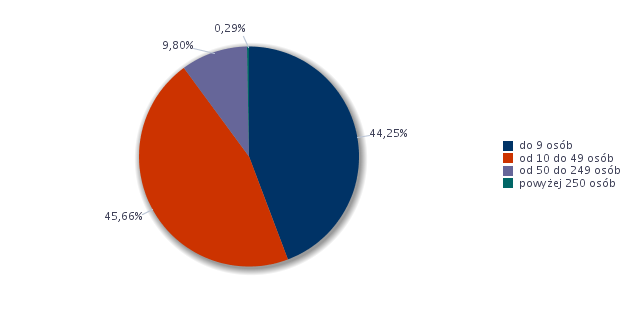 0,29%
9,80%
44,25%
45,66%
do 9 osób
od 10 do 49 osób
od 50 do 249 osób
powyżej 250 osób